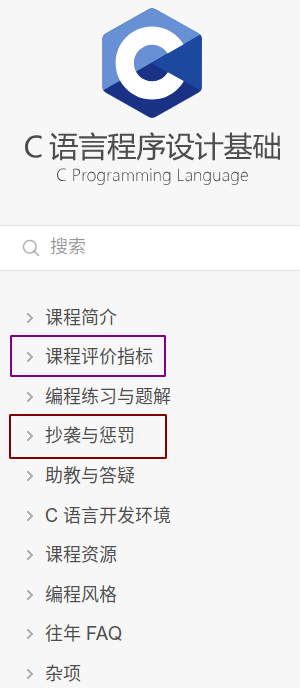 C 语言程序设计基础
C Programming Language
搜索
课程简介
课程评价指标
编程练习与题解
抄袭与惩罚
助教与答疑
C 语言开发环境
课程资源
编程风格
往年 FAQ
杂项